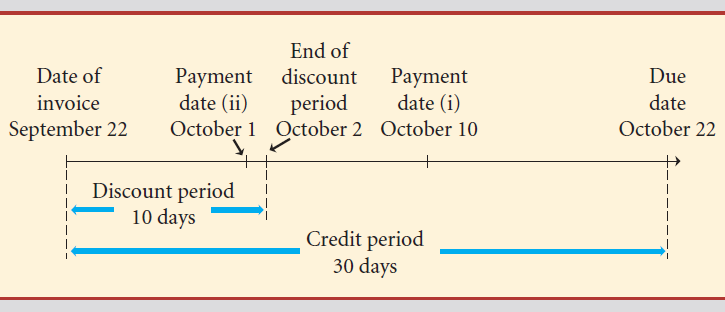 Date of
invoice
September 22
Payment
date (ii)
October 1
End of
discount
period
October 2
Payment
date (i)
October 10
Due
date
October 22
Discount period
10 days
Credit period
30 days